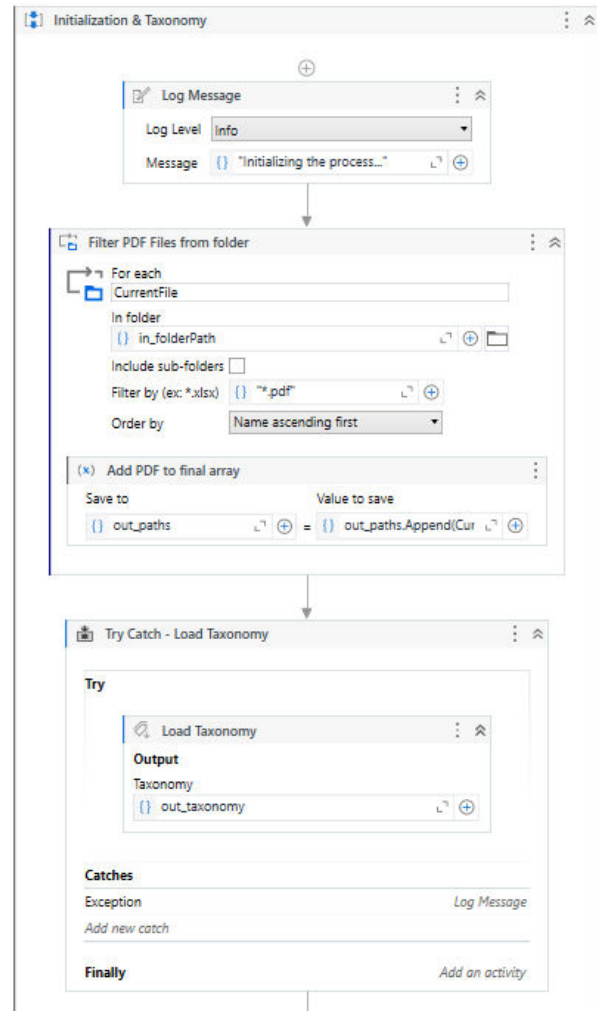 Initialization & Taxonomy
Log Message
Log Level Info
Message {} "Initializing the process..."
Filter PDF Files from folder
For each
CurrentFile
In folder
{} in_folderPath
Include sub-folders
Filter by (ex: *.xlsx) {} "*.pdf"
Order by Name ascending first
(x) Add PDF to final array
Save to Value to save
{} out_paths = {} out_paths.Append(Cur
Try Catch - Load Taxonomy
Try
Load Taxonomy
Output
Taxonomy
{} out_taxonomy
Catches
Exception Log Message
Add new catch
Finally Add an activity